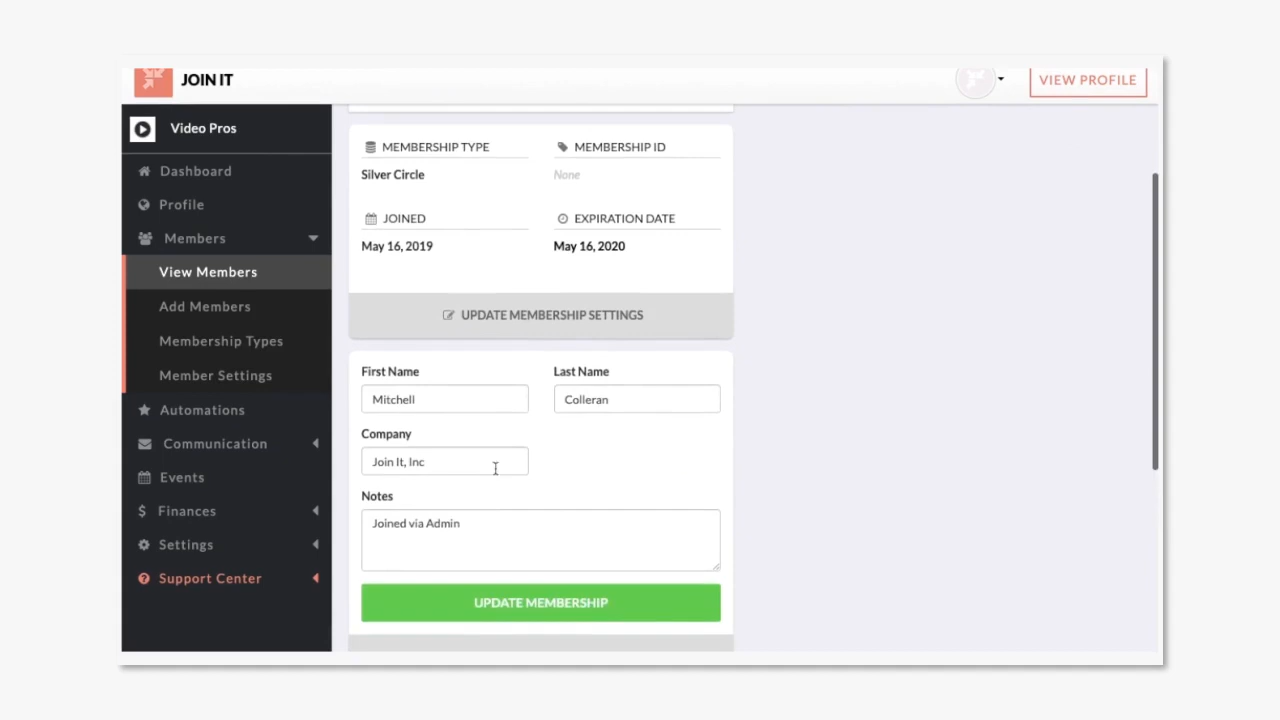 JOIN IT
VIEW PROFILE
Video Pros
Dashboard
Profile
Members
View Members
Add Members
Membership Types
Member Settings
Automations
Communication
Events
Finances
Settings
Support Center
MEMBERSHIP TYPE
Silver Circle
MEMBERSHIP ID
None
JOINED
May 16, 2019
EXPIRATION DATE
May 16, 2020
UPDATE MEMBERSHIP SETTINGS
First Name
Mitchell
Last Name
Colleran
Company
Join It, Inc
Notes
Joined via Admin
UPDATE MEMBERSHIP